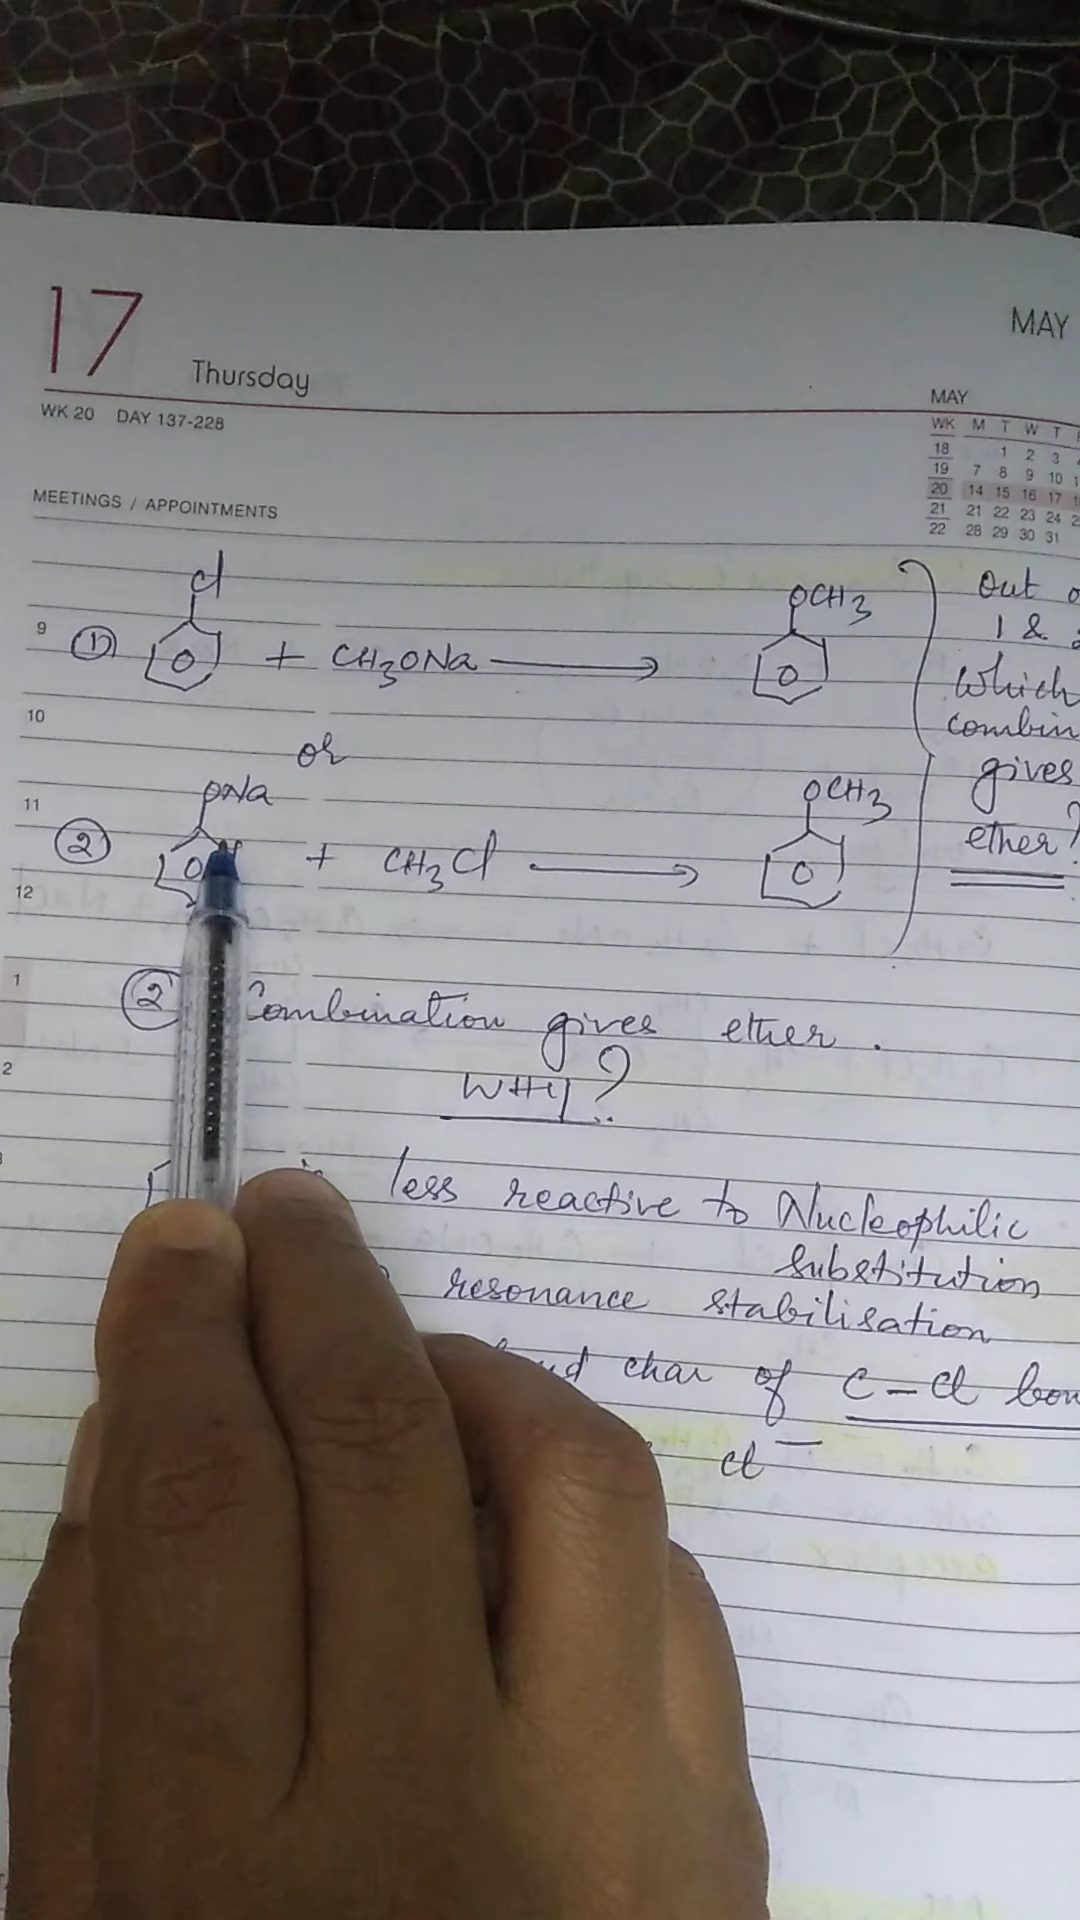 17
Thursday
MAY
WK 20 DAY 137-228
MAY
WK M T W T
18 1 2 3
19 7 8 9 10
20 14 15 16 17
21 21 22 23 24
22 28 29 30 31
MEETINGS / APPOINTMENTS
Cl OCH3 Out
9 ① + CH3ONa 1 &
Which
10 or
gives
11 ONa OCH3 ether?
② + CH3Cl
12
1 ② Combination gives ether.
2 WHY?
less reactive to Nucleophilic
substitution
resonance stabilisation
char of C-Cl
Cl−